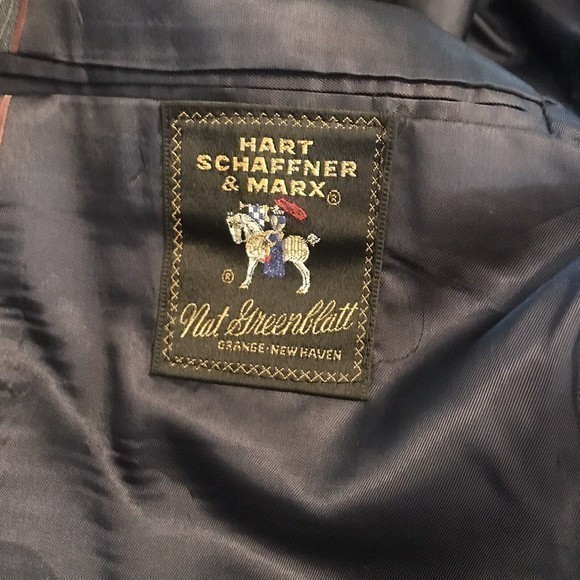 HART
SCHAFFNER
& MARX ®
®
Nat Greenblatt
ORANGE - NEW HAVEN